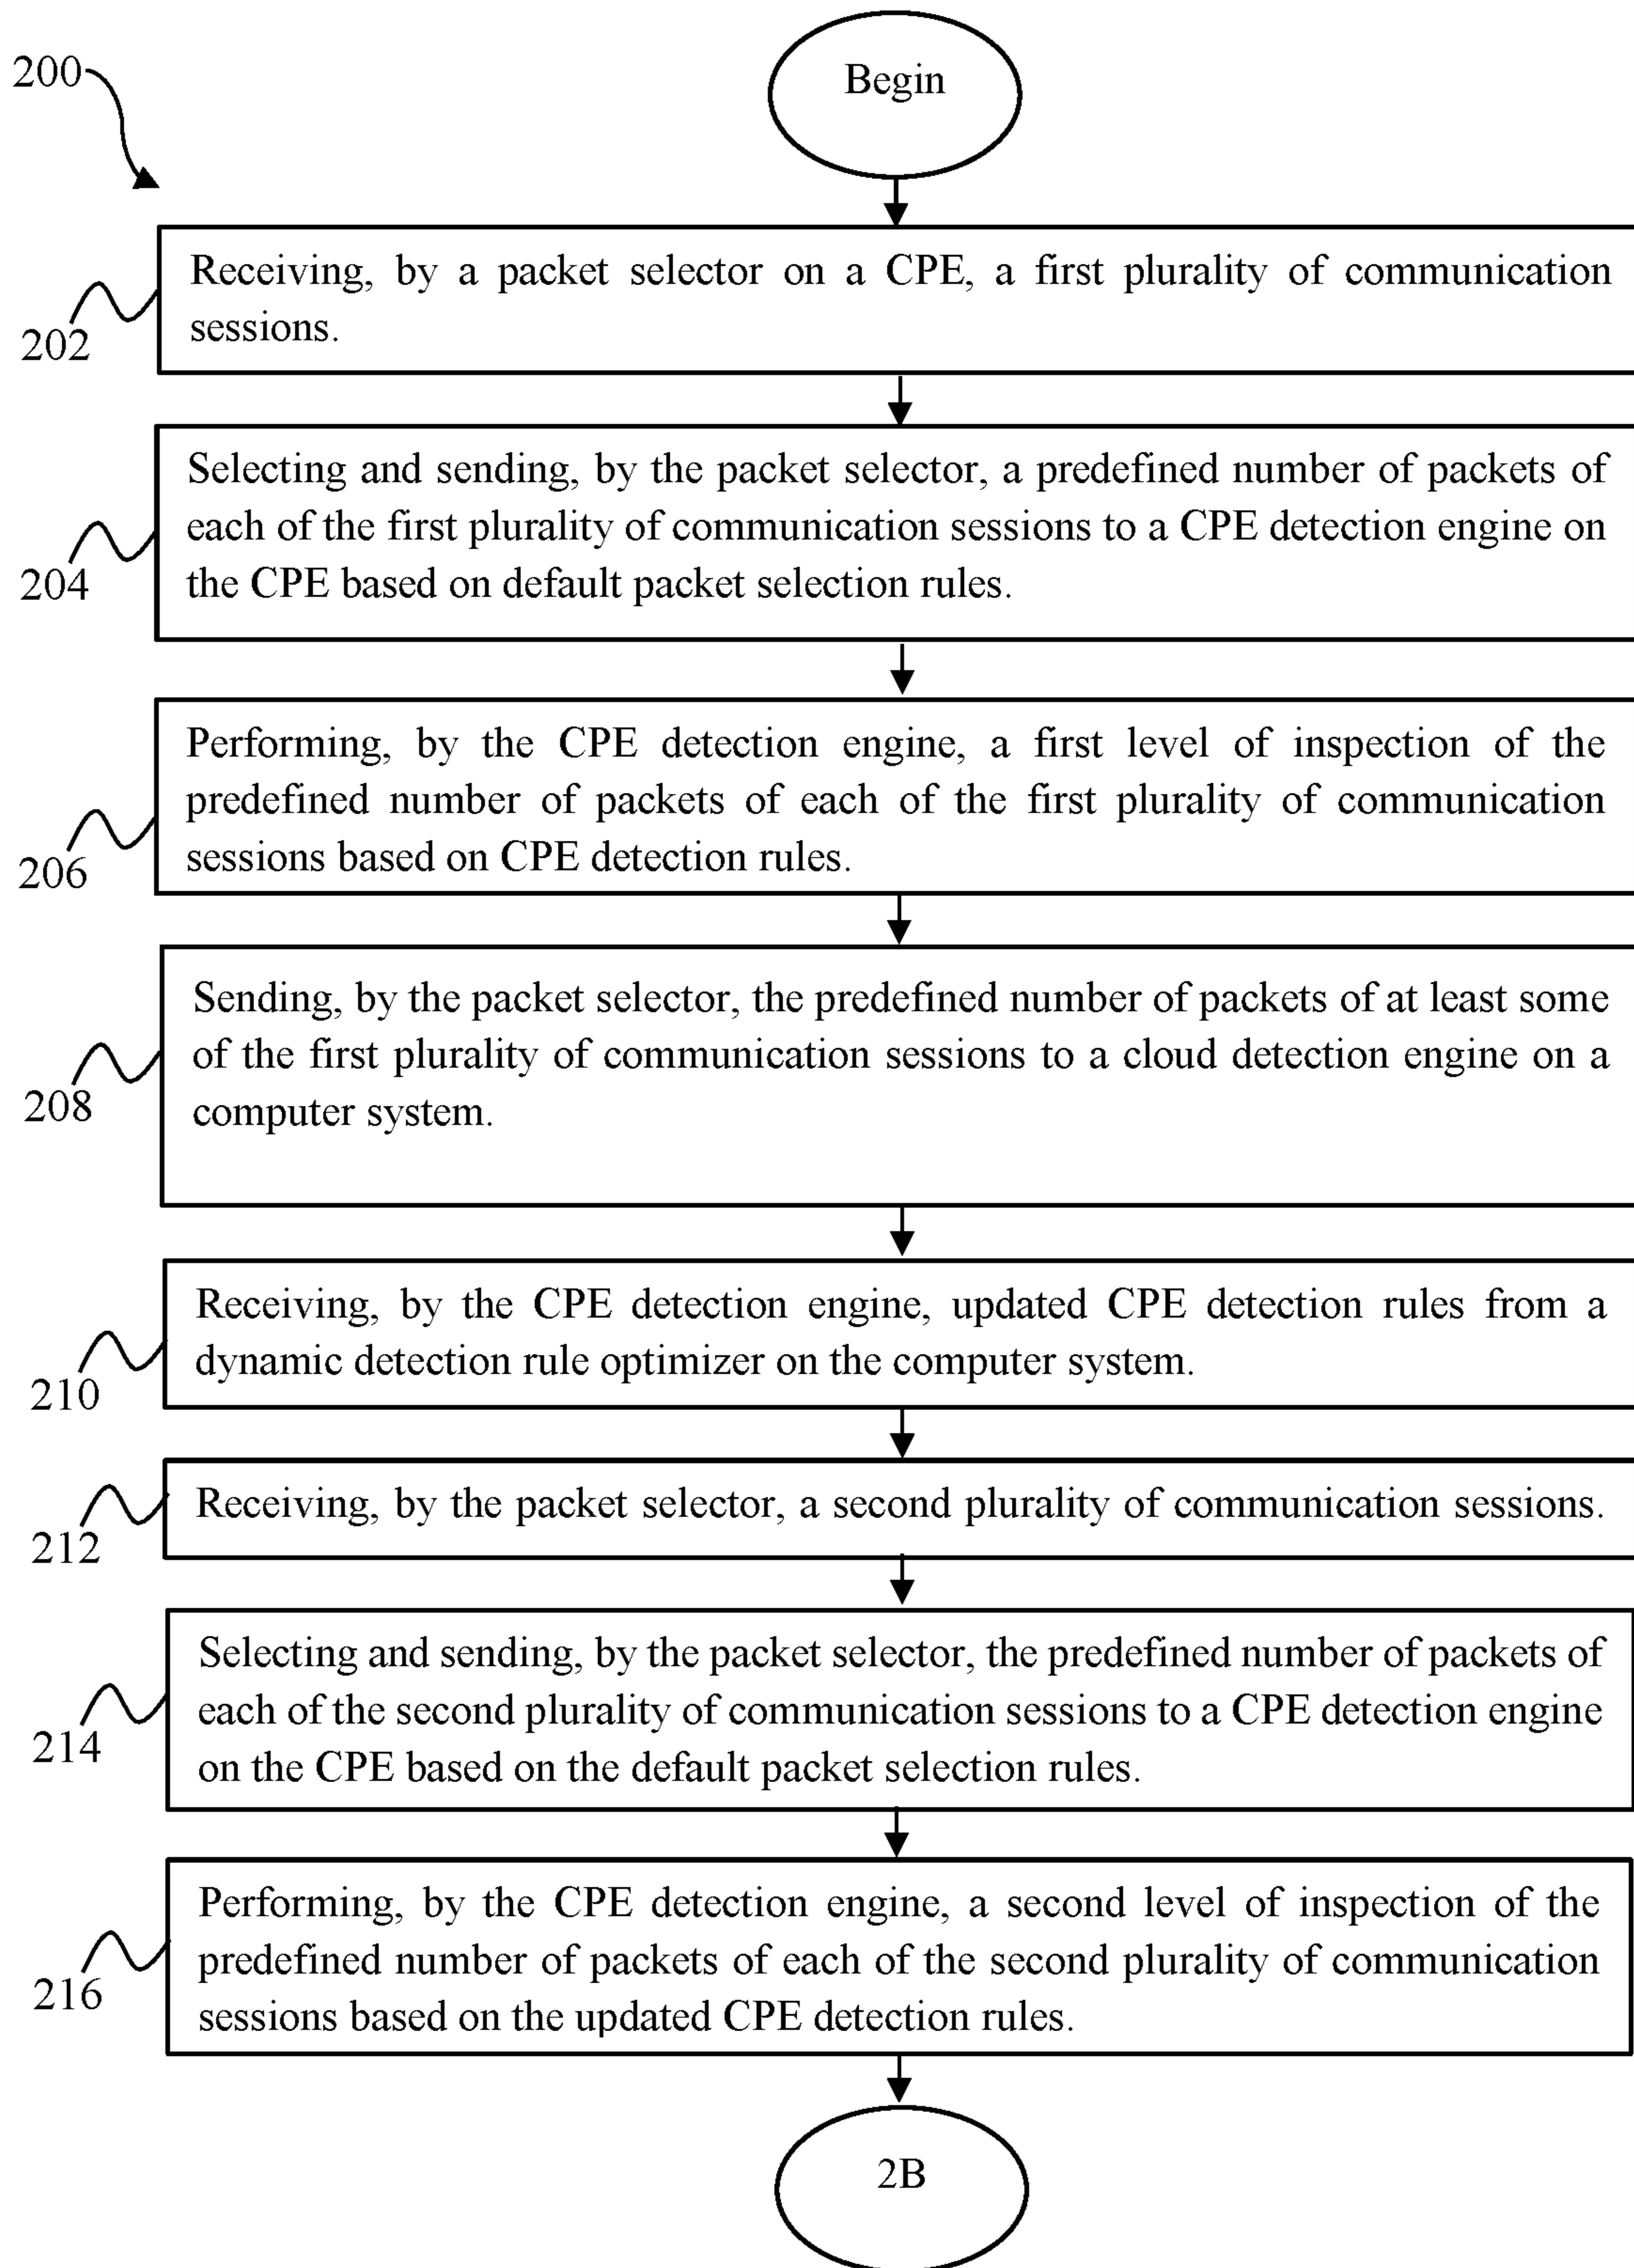 Begin
200
Receiving, by a packet selector on a CPE, a first plurality of communication
sessions.
202
Selecting and sending, by the packet selector, a predefined number of packets of
each of the first plurality of communication sessions to a CPE detection engine on
the CPE based on default packet selection rules.
204
Performing, by the CPE detection engine, a first level of inspection of the
predefined number of packets of each of the first plurality of communication
sessions based on CPE detection rules.
206
Sending, by the packet selector, the predefined number of packets of at least some
of the first plurality of communication sessions to a cloud detection engine on a
computer system.
208
Receiving, by the CPE detection engine, updated CPE detection rules from a
dynamic detection rule optimizer on the computer system.
210
Receiving, by the packet selector, a second plurality of communication sessions.
212
Selecting and sending, by the packet selector, the predefined number of packets of
each of the second plurality of communication sessions to a CPE detection engine
on the CPE based on the default packet selection rules.
214
Performing, by the CPE detection engine, a second level of inspection of the
predefined number of packets of each of the second plurality of communication
sessions based on the updated CPE detection rules.
216
2B